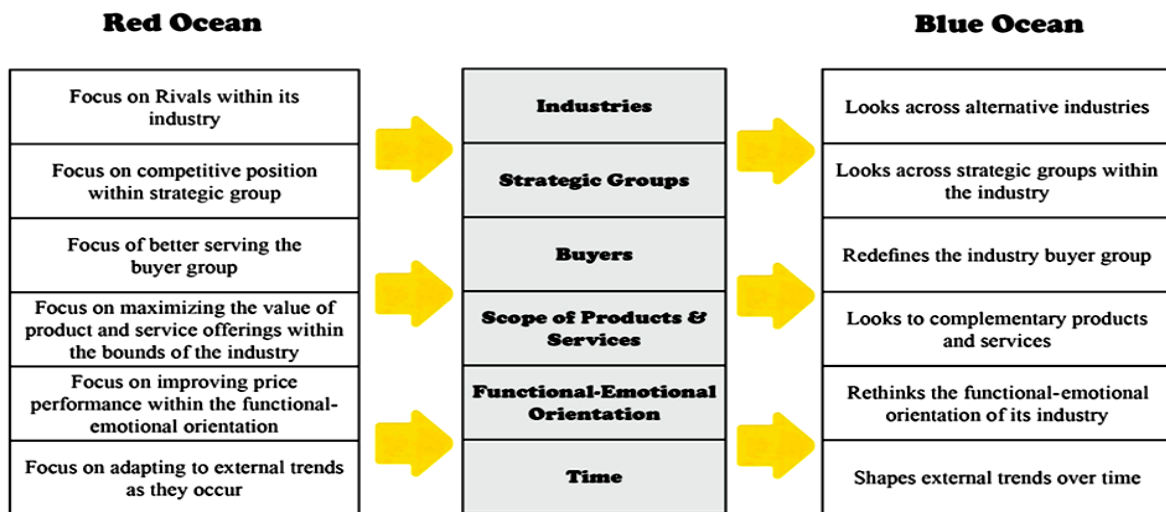 Red Ocean
Blue Ocean
Focus on Rivals within its
industry
Industries
Looks across alternative industries
Focus on competitive position
within strategic group
Strategic Groups
Looks across strategic groups within
the industry
Focus of better serving the
buyer group
Buyers
Redefines the industry buyer group
Focus on maximizing the value of
product and service offerings within
the bounds of the industry
Scope of Products &
Services
Looks to complementary products
and services
Focus on improving price
performance within the functional-
emotional orientation
Functional-Emotional
Orientation
Rethinks the functional-emotional
orientation of its industry
Focus on adapting to external trends
as they occur
Time
Shapes external trends over time